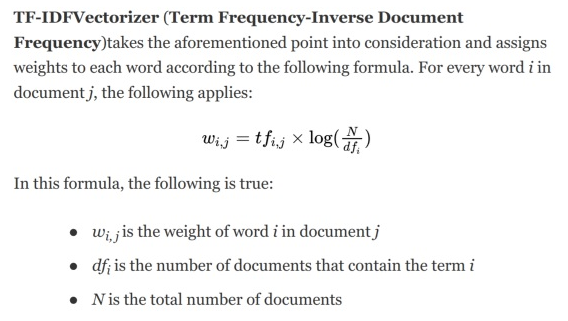 TF-IDFVectorizer (Term Frequency-Inverse Document
Frequency)takes the aforementioned point into consideration and assigns
weights to each word according to the following formula. For every word i in
document j, the following applies:
w_{i,j} = tf_{i,j} × log(\frac{N}{df_i})
In this formula, the following is true:
● w_{i,j} is the weight of word i in document j
● df_i is the number of documents that contain the term i
● N is the total number of documents